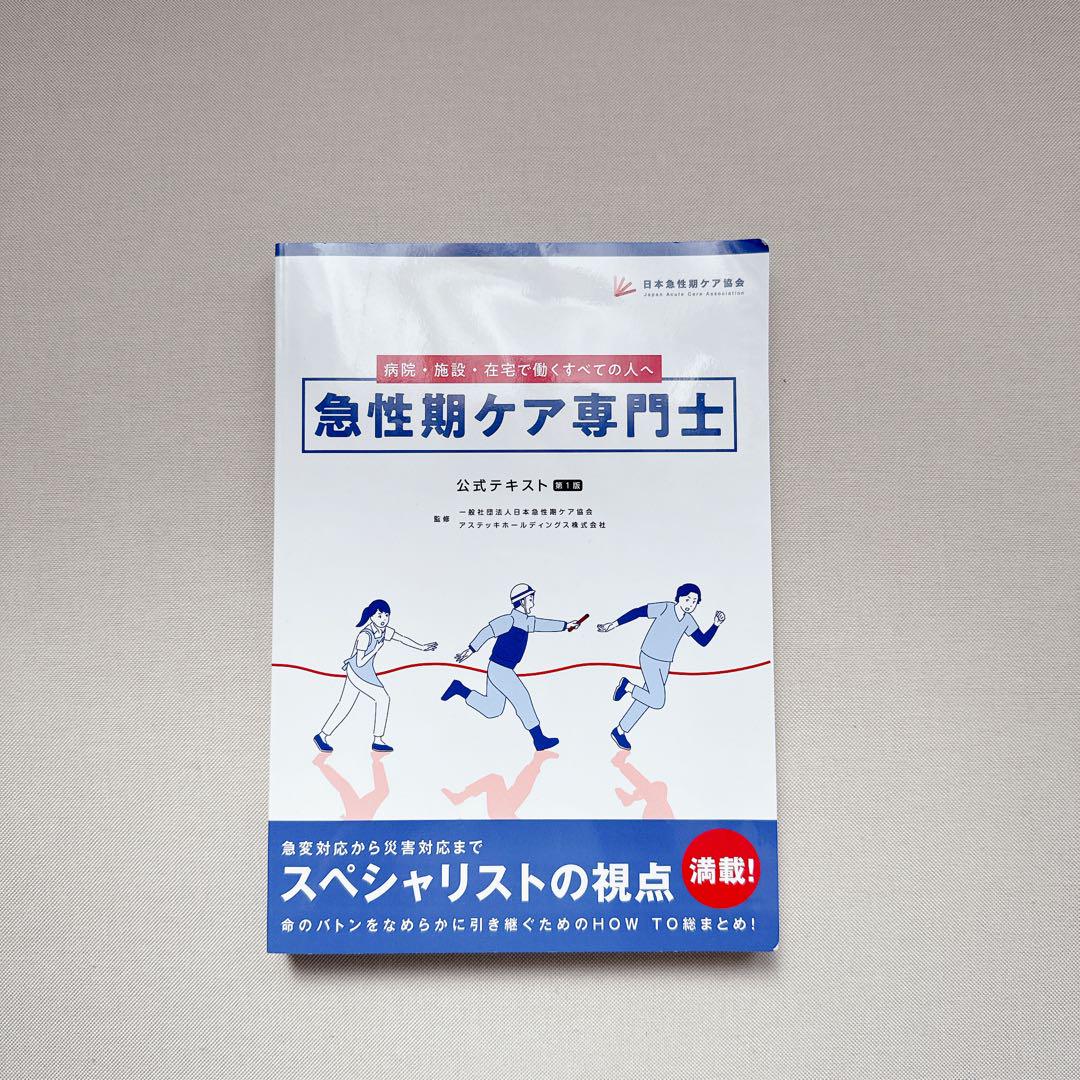 日本急性期ケア協会
Japan Acute Care Association
病院・施設・在宅で働くすべての人へ
急性期ケア専門士
公式テキスト 第1版
監修 一般社団法人日本急性期ケア協会
アステッキホールディングス株式会社
急変対応から災害対応まで
スペシャリストの視点 満載!
命のバトンをなめらかに引き継ぐためのHOW TO総まとめ!